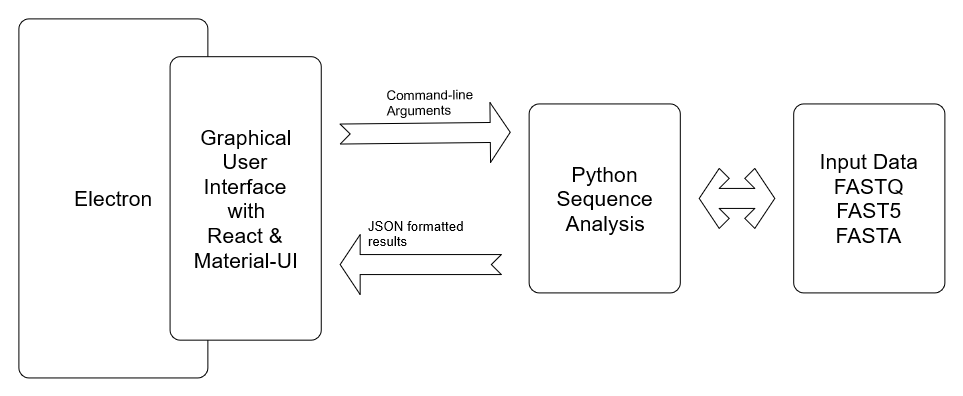 Electron
Graphical
User
Interface
with
React &
Material-UI
Command-line
Arguments
JSON formatted
results
Python
Sequence
Analysis
Input Data
FASTQ
FAST5
FASTA